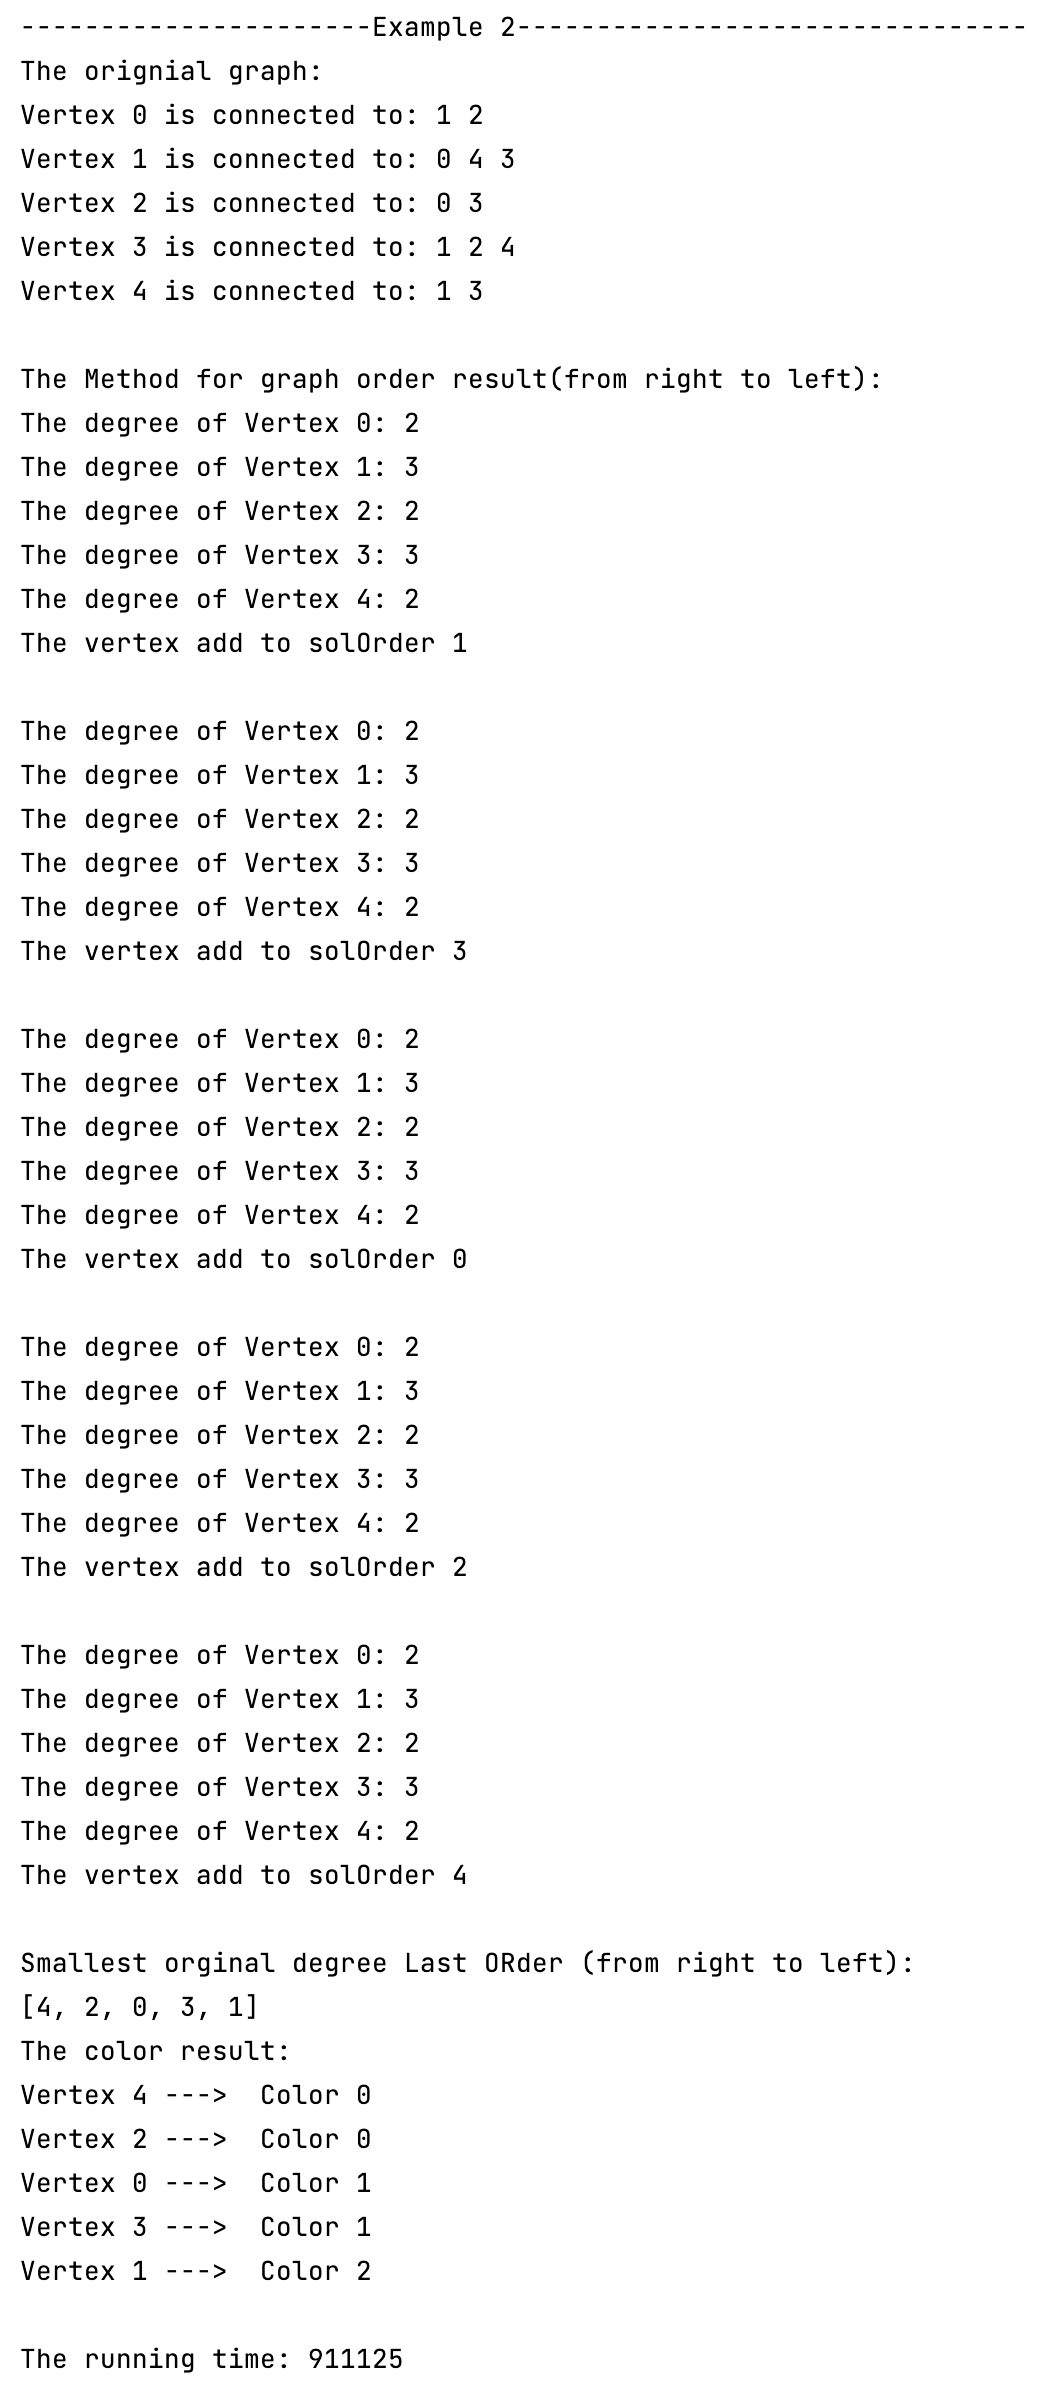 ----------------------Example 2--------------------------------
The orignial graph:
Vertex 0 is connected to: 1 2
Vertex 1 is connected to: 0 4 3
Vertex 2 is connected to: 0 3
Vertex 3 is connected to: 1 2 4
Vertex 4 is connected to: 1 3
The Method for graph order result(from right to left):
The degree of Vertex 0: 2
The degree of Vertex 1: 3
The degree of Vertex 2: 2
The degree of Vertex 3: 3
The degree of Vertex 4: 2
The vertex add to solOrder 1
The degree of Vertex 0: 2
The degree of Vertex 1: 3
The degree of Vertex 2: 2
The degree of Vertex 3: 3
The degree of Vertex 4: 2
The vertex add to solOrder 3
The degree of Vertex 0: 2
The degree of Vertex 1: 3
The degree of Vertex 2: 2
The degree of Vertex 3: 3
The degree of Vertex 4: 2
The vertex add to solOrder 0
The degree of Vertex 0: 2
The degree of Vertex 1: 3
The degree of Vertex 2: 2
The degree of Vertex 3: 3
The degree of Vertex 4: 2
The vertex add to solOrder 2
The degree of Vertex 0: 2
The degree of Vertex 1: 3
The degree of Vertex 2: 2
The degree of Vertex 3: 3
The degree of Vertex 4: 2
The vertex add to solOrder 4
Smallest orginal degree Last ORder (from right to left):
[4, 2, 0, 3, 1]
The color result:
Vertex 4 --->  Color 0
Vertex 2 --->  Color 0
Vertex 0 --->  Color 1
Vertex 3 --->  Color 1
Vertex 1 --->  Color 2
The running time: 911125